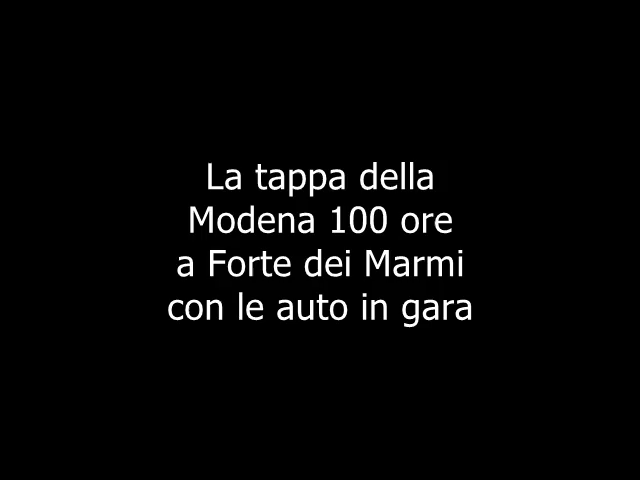 La tappa della
Modena 100 ore
a Forte dei Marmi
con le auto in gara